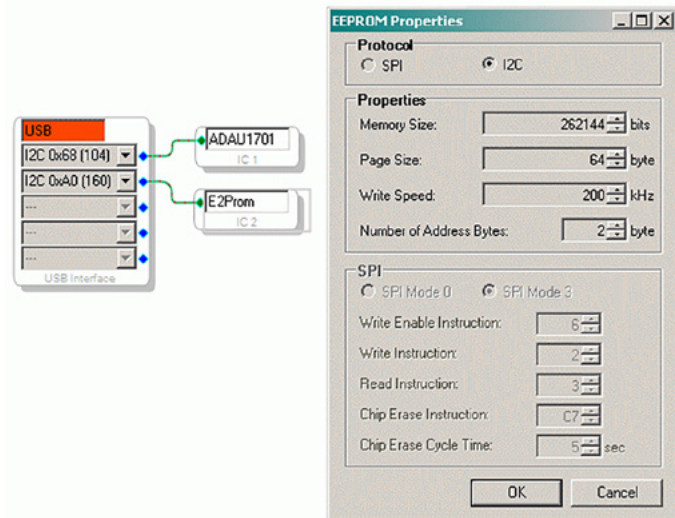 USB
I2C 0x68 (104)
I2C 0xA0 (160)
---
---
---
USB Interface
ADAU1701
IC 1
E2Prom
IC 2
EEPROM Properties
Protocol
SPI
I2C
Properties
Memory Size: 262144 bits
Page Size: 64 byte
Write Speed: 200 kHz
Number of Address Bytes: 2 byte
SPI
SPI Mode 0 SPI Mode 3
Write Enable Instruction: 6
Write Instruction: 2
Read Instruction: 3
Chip Erase Instruction: C7
Chip Erase Cycle Time: 5 sec
OK Cancel